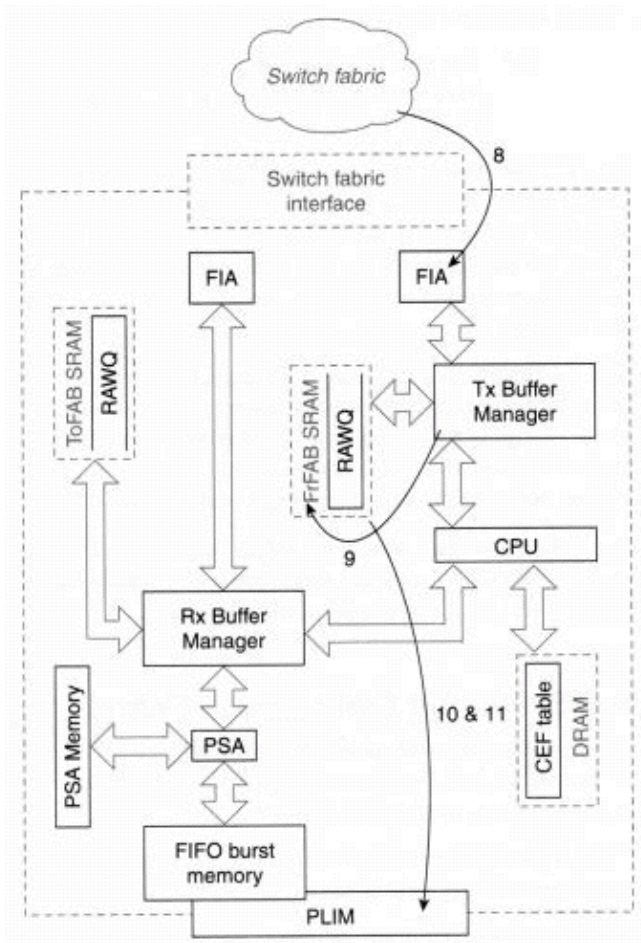 Switch fabric
8
Switch fabric
interface
FIA
FIA
ToFAB SRAM
RAWQ
FrFAB SRAM
RAWQ
Tx Buffer
Manager
9
CPU
Rx Buffer
Manager
PSA Memory
PSA
10 & 11
CEF table
DRAM
FIFO burst
memory
PLIM